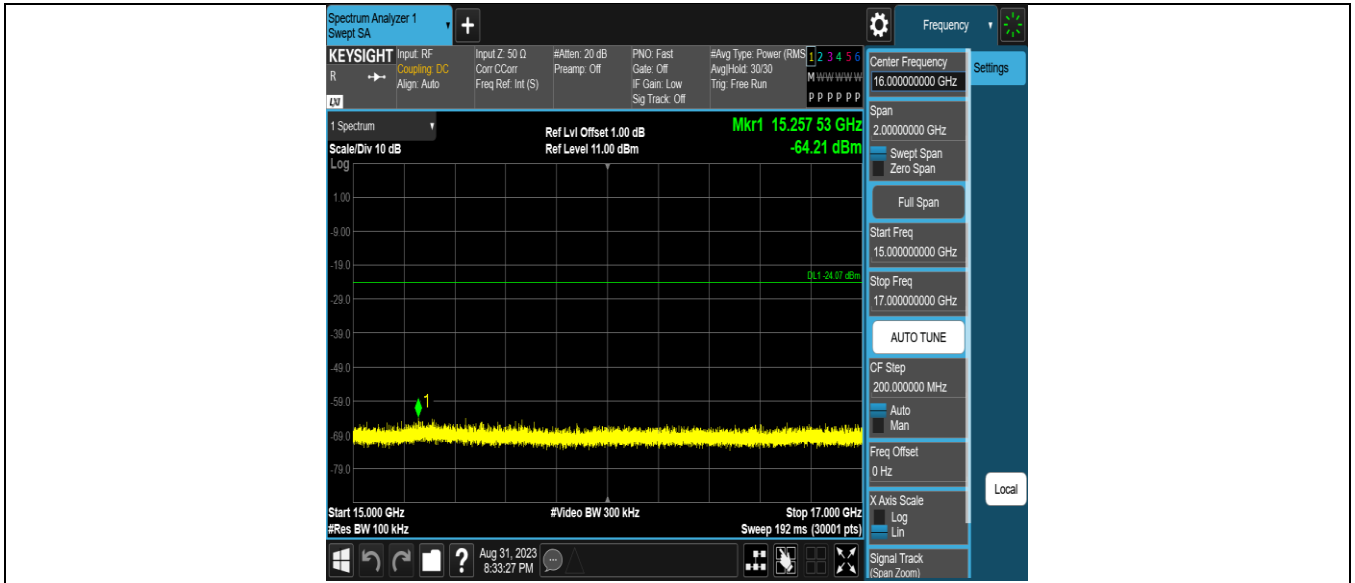 Spectrum Analyzer 1
Swept SA
+
Frequency
KEYSIGHT
R
LXI
Input: RF
Coupling: DC
Align: Auto
Input Z: 50 Ω
Corr CCorr
Freq Ref: Int (S)
#Atten: 20 dB
Preamp: Off
PNO: Fast
Gate: Off
IF Gain: Low
Sig Track: Off
#Avg Type: Power (RMS
Avg|Hold: 30/30
Trig: Free Run
1 2 3 4 5 6
M W W W W W
P P P P P P
1 Spectrum
Scale/Div 10 dB
Log
Ref Lvl Offset 1.00 dB
Ref Level 11.00 dBm
Mkr1 15.257 53 GHz
-64.21 dBm
1.00
-9.00
-19.0
DL1 -24.07 dBm
-29.0
-39.0
-49.0
-59.0
1
-69.0
-79.0
Start 15.000 GHz
#Video BW 300 kHz
Stop 17.000 GHz
#Res BW 100 kHz
Sweep 192 ms (30001 pts)
?
Aug 31, 2023
8:33:27 PM
Center Frequency
16.000000000 GHz
Settings
Span
2.00000000 GHz
Swept Span
Zero Span
Full Span
Start Freq
15.000000000 GHz
Stop Freq
17.000000000 GHz
AUTO TUNE
CF Step
200.000000 MHz
Auto
Man
Freq Offset
0 Hz
X Axis Scale
Log
Lin
Local
Signal Track
(Span Zoom)